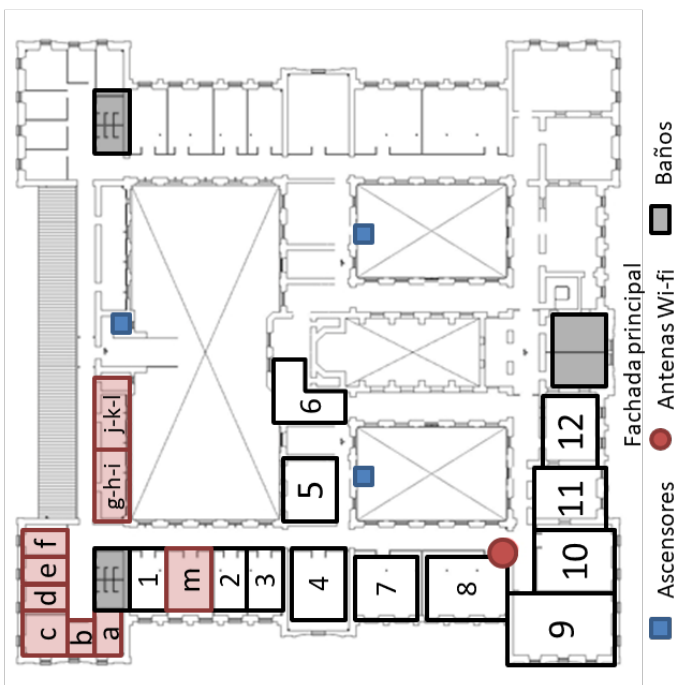 f
e
d
c
b
a
g-h-i
j-k-l
1
m
2
3
4
5
6
7
8
9
10
11
12
Fachada principal
Ascensores
Antenas Wi-fi
Baños